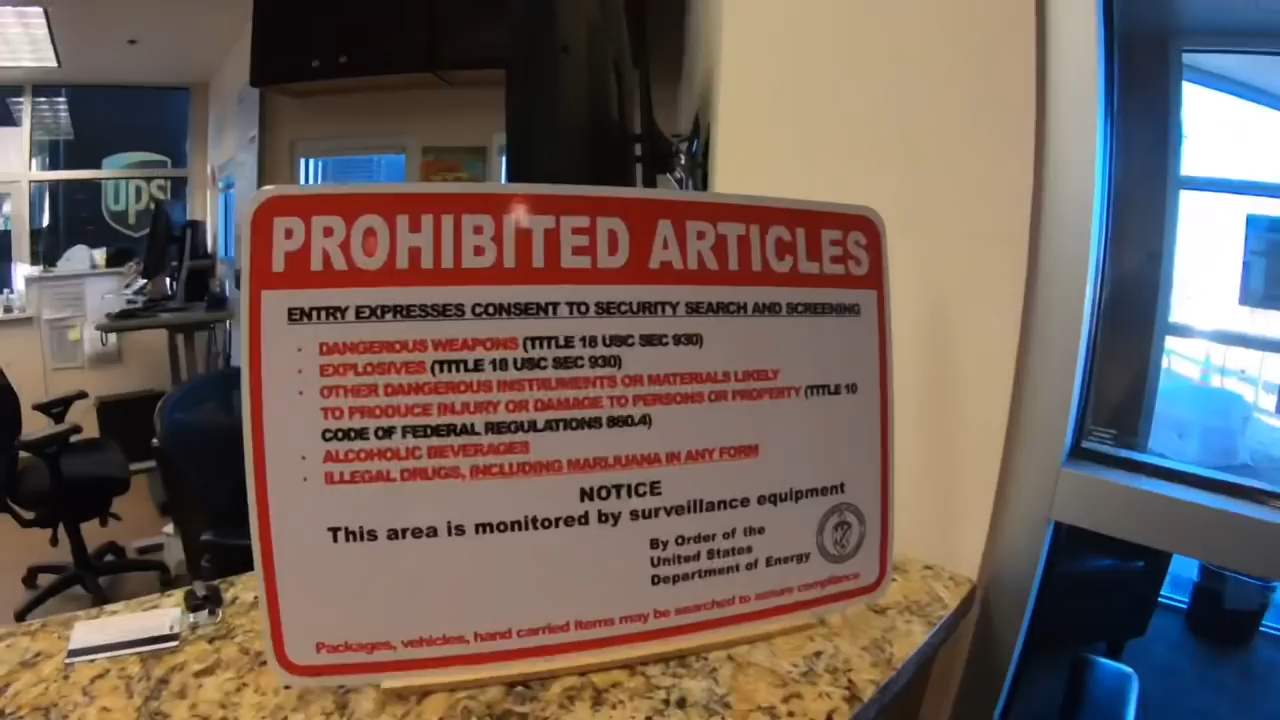 ups
PROHIBITED ARTICLES
ENTRY EXPRESSES CONSENT TO SECURITY SEARCH AND SCREENING
· DANGEROUS WEAPONS (TITLE 18 USC SEC 930)
· EXPLOSIVES (TITLE 18 USC SEC 930)
· OTHER DANGEROUS INSTRUMENTS OR MATERIALS LIKELY
TO PRODUCE INJURY OR DAMAGE TO PERSONS OR PROPERTY (TITLE 10
CODE OF FEDERAL REGULATIONS 860.4)
· ALCOHOLIC BEVERAGES
· ILLEGAL DRUGS, INCLUDING MARIJUANA IN ANY FORM
NOTICE
This area is monitored by surveillance equipment
By Order of the
United States
Department of Energy
Packages, vehicles, hand carried items may be searched to assure compliance